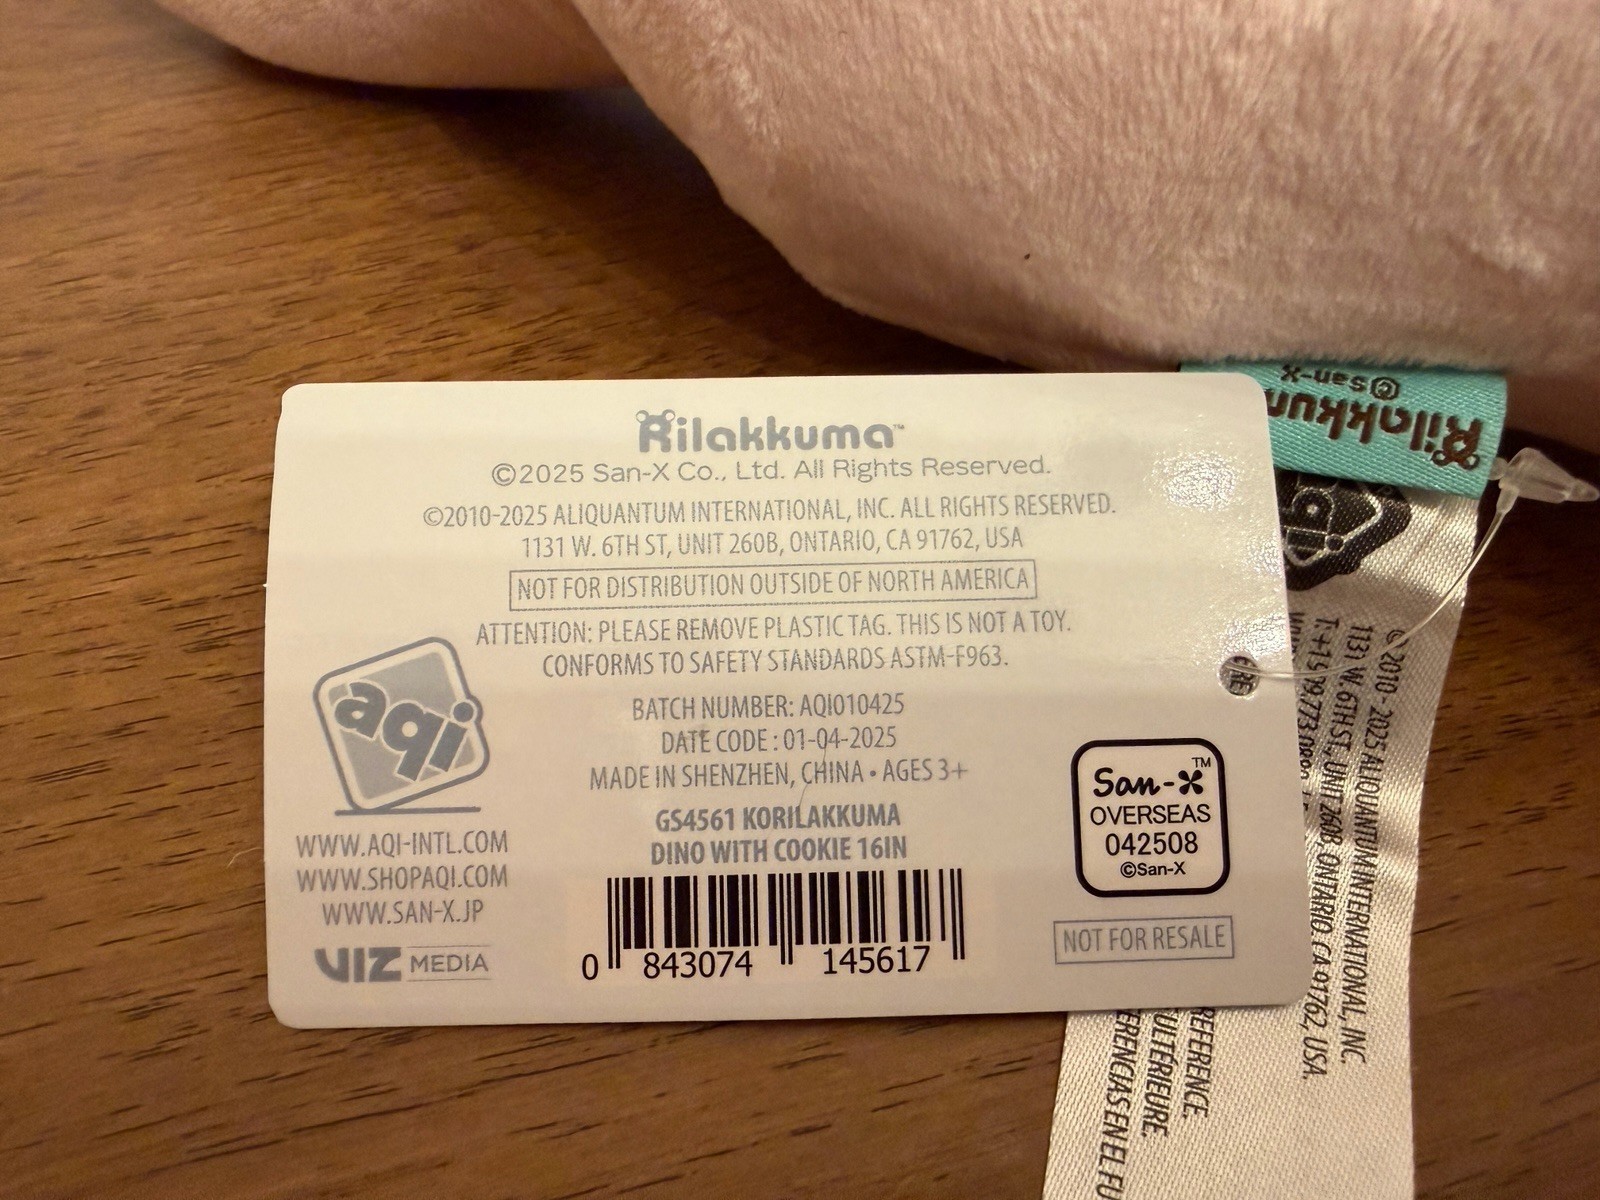 Rilakkuma™
©2025 San-X Co., Ltd. All Rights Reserved.
©2010-2025 ALIQUANTUM INTERNATIONAL, INC. ALL RIGHTS RESERVED.
1131 W. 6TH ST, UNIT 260B, ONTARIO, CA 91762, USA
NOT FOR DISTRIBUTION OUTSIDE OF NORTH AMERICA
ATTENTION: PLEASE REMOVE PLASTIC TAG. THIS IS NOT A TOY.
CONFORMS TO SAFETY STANDARDS ASTM-F963.
BATCH NUMBER: AQI010425
DATE CODE : 01-04-2025
MADE IN SHENZHEN, CHINA • AGES 3+
GS4561 KORILAKKUMA
DINO WITH COOKIE 16IN
0 843074 145617
aqi
WWW.AQI-INTL.COM
WWW.SHOPAQI.COM
WWW.SAN-X.JP
VIZ MEDIA
San-X™
OVERSEAS
042508
©San-X
NOT FOR RESALE
Rilakkum
©San-X
© 2010 - 2025 ALIQUANTUM INTERNATIONAL, INC.
1131 W 6TH ST, UNIT 260B, ONTARIO, CA 91762, USA.
REFERENCE.
ULTÉRIEURE.